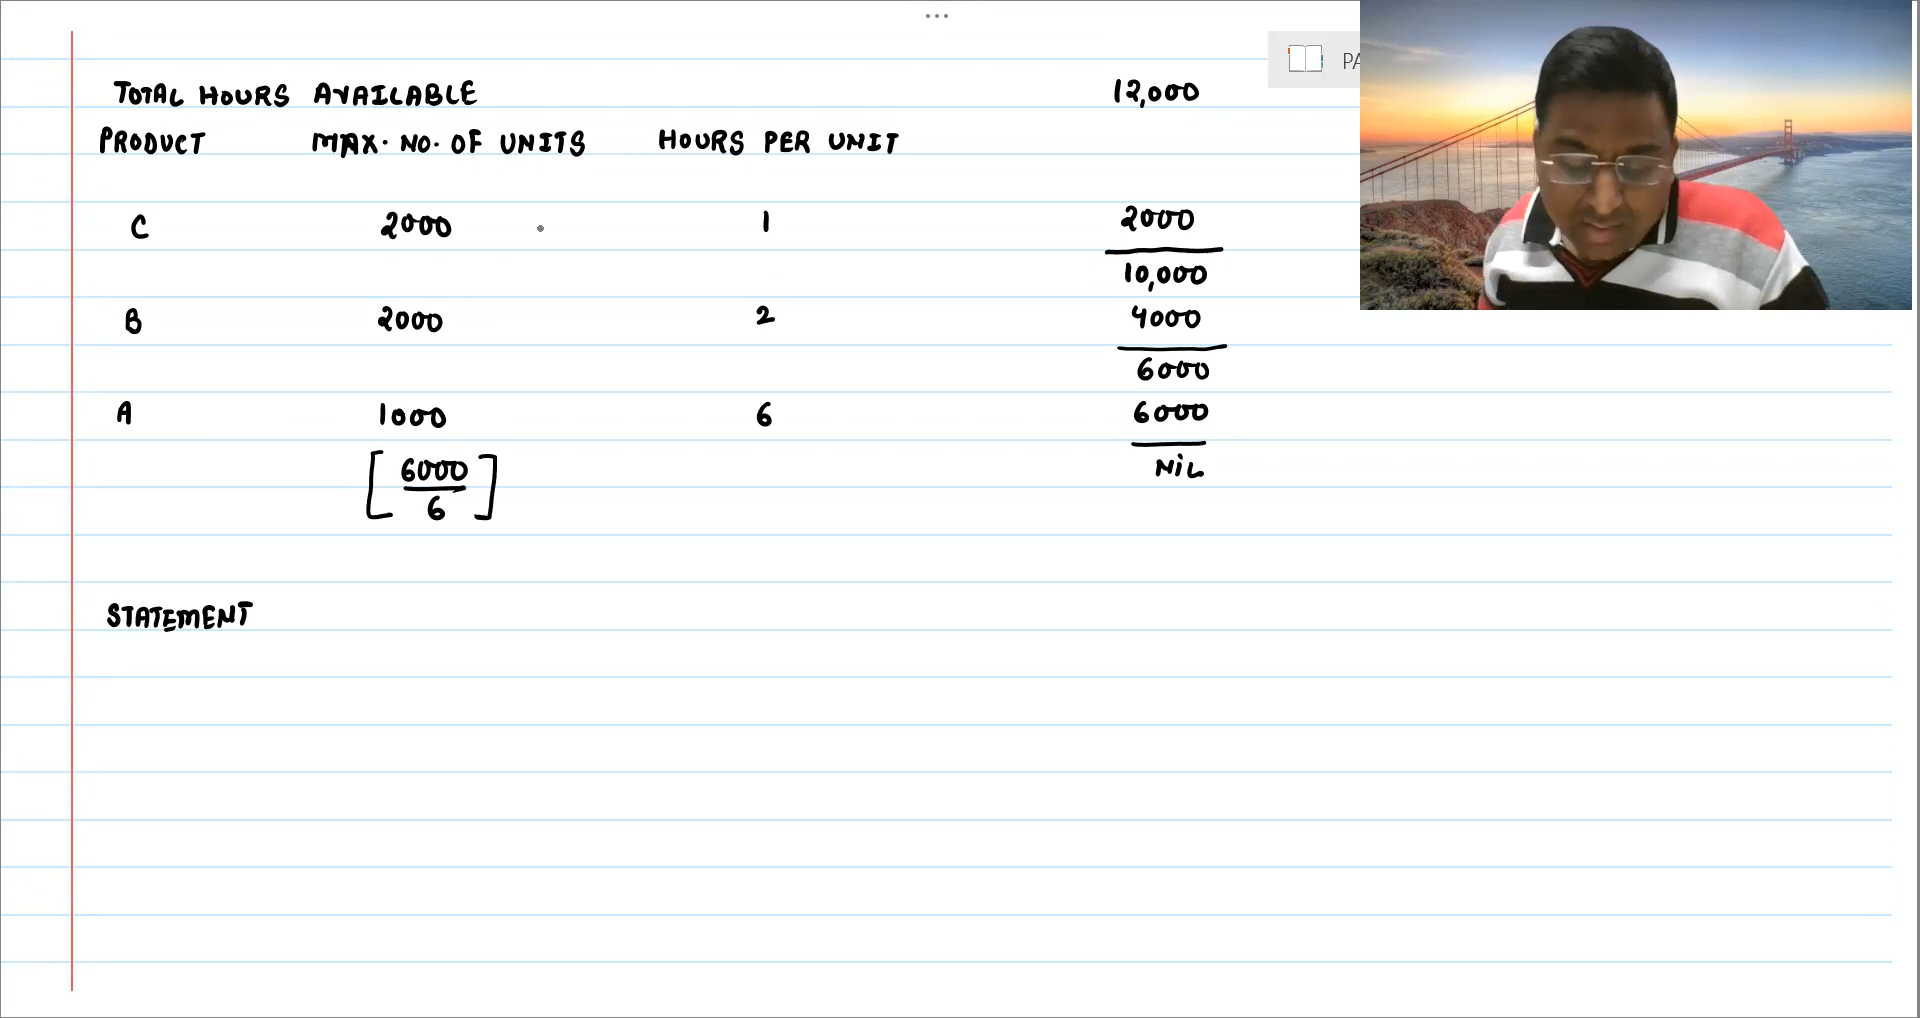 TOTAL HOURS AVAILABLE 12,000
PRODUCT MAX. NO. OF UNITS HOURS PER UNIT
C 2000 1 2000
10,000
B 2000 2 4000
6000
A 1000 6 6000
[6000/6] NIL
STATEMENT